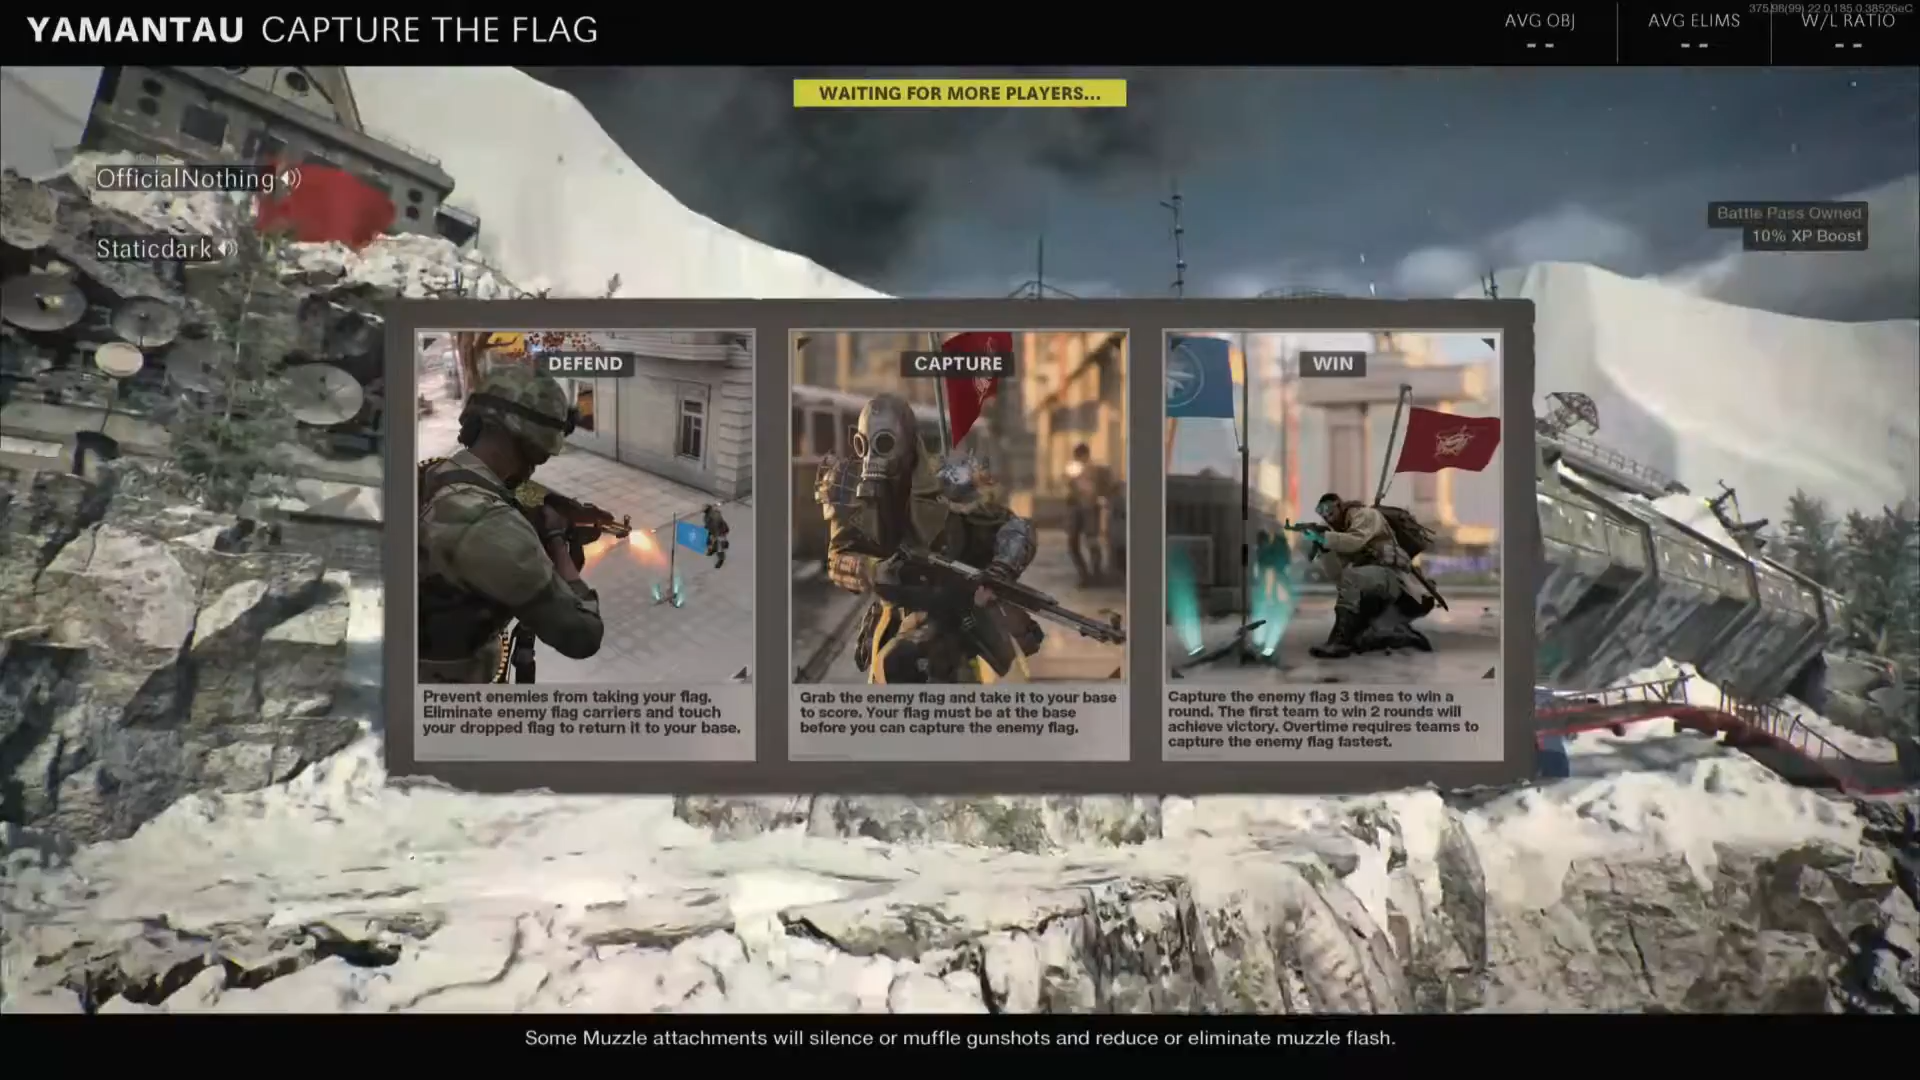 YAMANTAU CAPTURE THE FLAG
AVG OBJ
--
AVG ELIMS
--
W/L RATIO
--
WAITING FOR MORE PLAYERS...
OfficialNothing
Staticdark
Battle Pass Owned
10% XP Boost
DEFEND
Prevent enemies from taking your flag.
Eliminate enemy flag carriers and touch
your dropped flag to return it to your base.
CAPTURE
Grab the enemy flag and take it to your base
to score. Your flag must be at the base
before you can capture the enemy flag.
WIN
Capture the enemy flag 3 times to win a
round. The first team to win 2 rounds will
achieve victory. Overtime requires teams to
capture the enemy flag fastest.
Some Muzzle attachments will silence or muffle gunshots and reduce or eliminate muzzle flash.